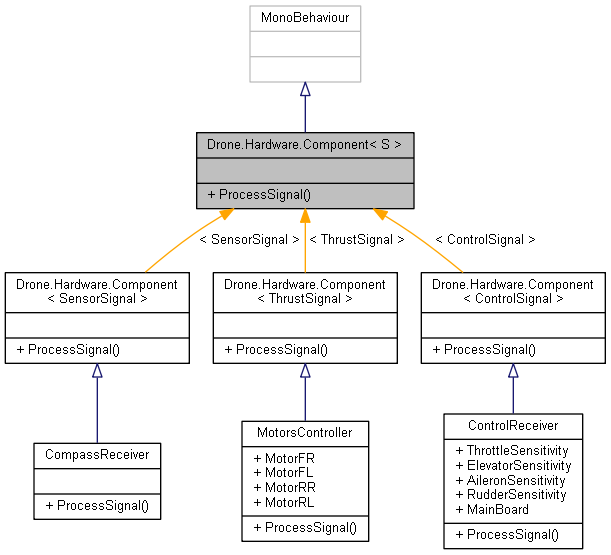 MonoBehaviour
Drone.Hardware.Component< S >
+ ProcessSignal()
< SensorSignal >
< ThrustSignal >
< ControlSignal >
Drone.Hardware.Component
< SensorSignal >
+ ProcessSignal()
Drone.Hardware.Component
< ThrustSignal >
+ ProcessSignal()
Drone.Hardware.Component
< ControlSignal >
+ ProcessSignal()
CompassReceiver
+ ProcessSignal()
MotorsController
+ MotorFR
+ MotorFL
+ MotorRR
+ MotorRL
+ ProcessSignal()
ControlReceiver
+ ThrottleSensitivity
+ ElevatorSensitivity
+ AileronSensitivity
+ RudderSensitivity
+ MainBoard
+ ProcessSignal()